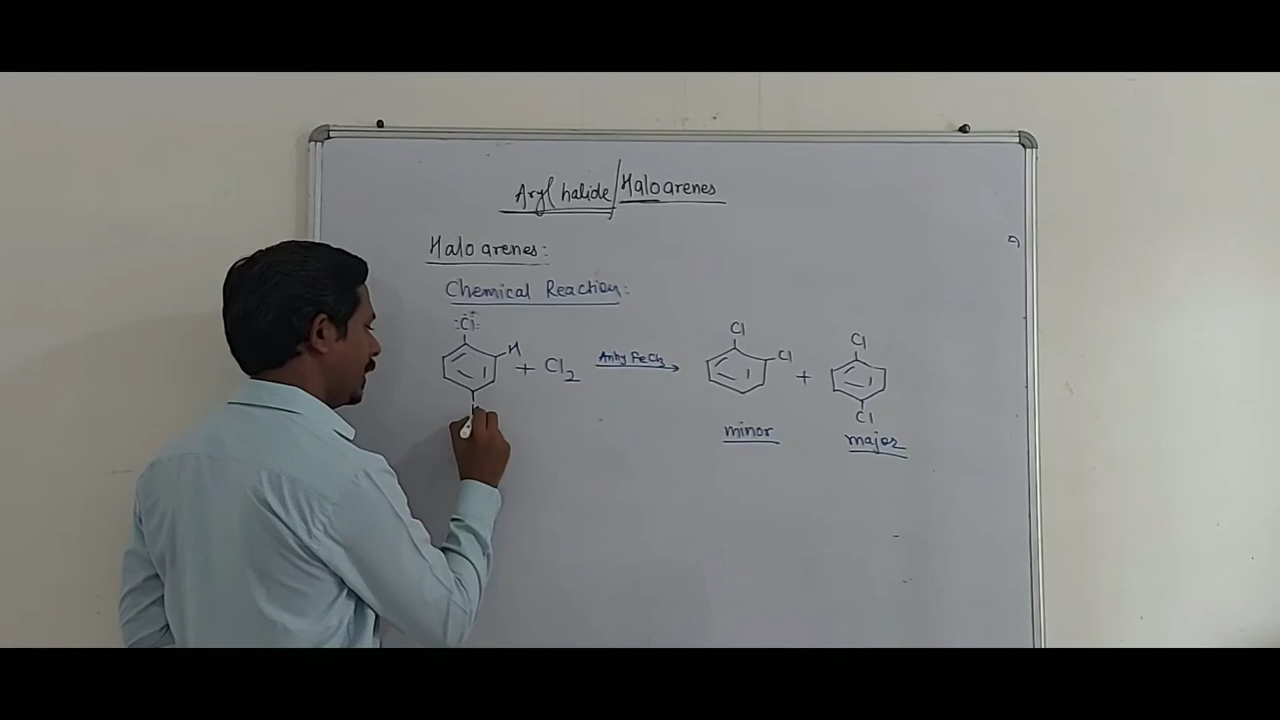 Aryl halide/Haloarenes
Haloarenes:
Chemical Reaction:
:Cl: H + Cl2 Anhy FeCl3 Cl Cl + Cl Cl
minor major